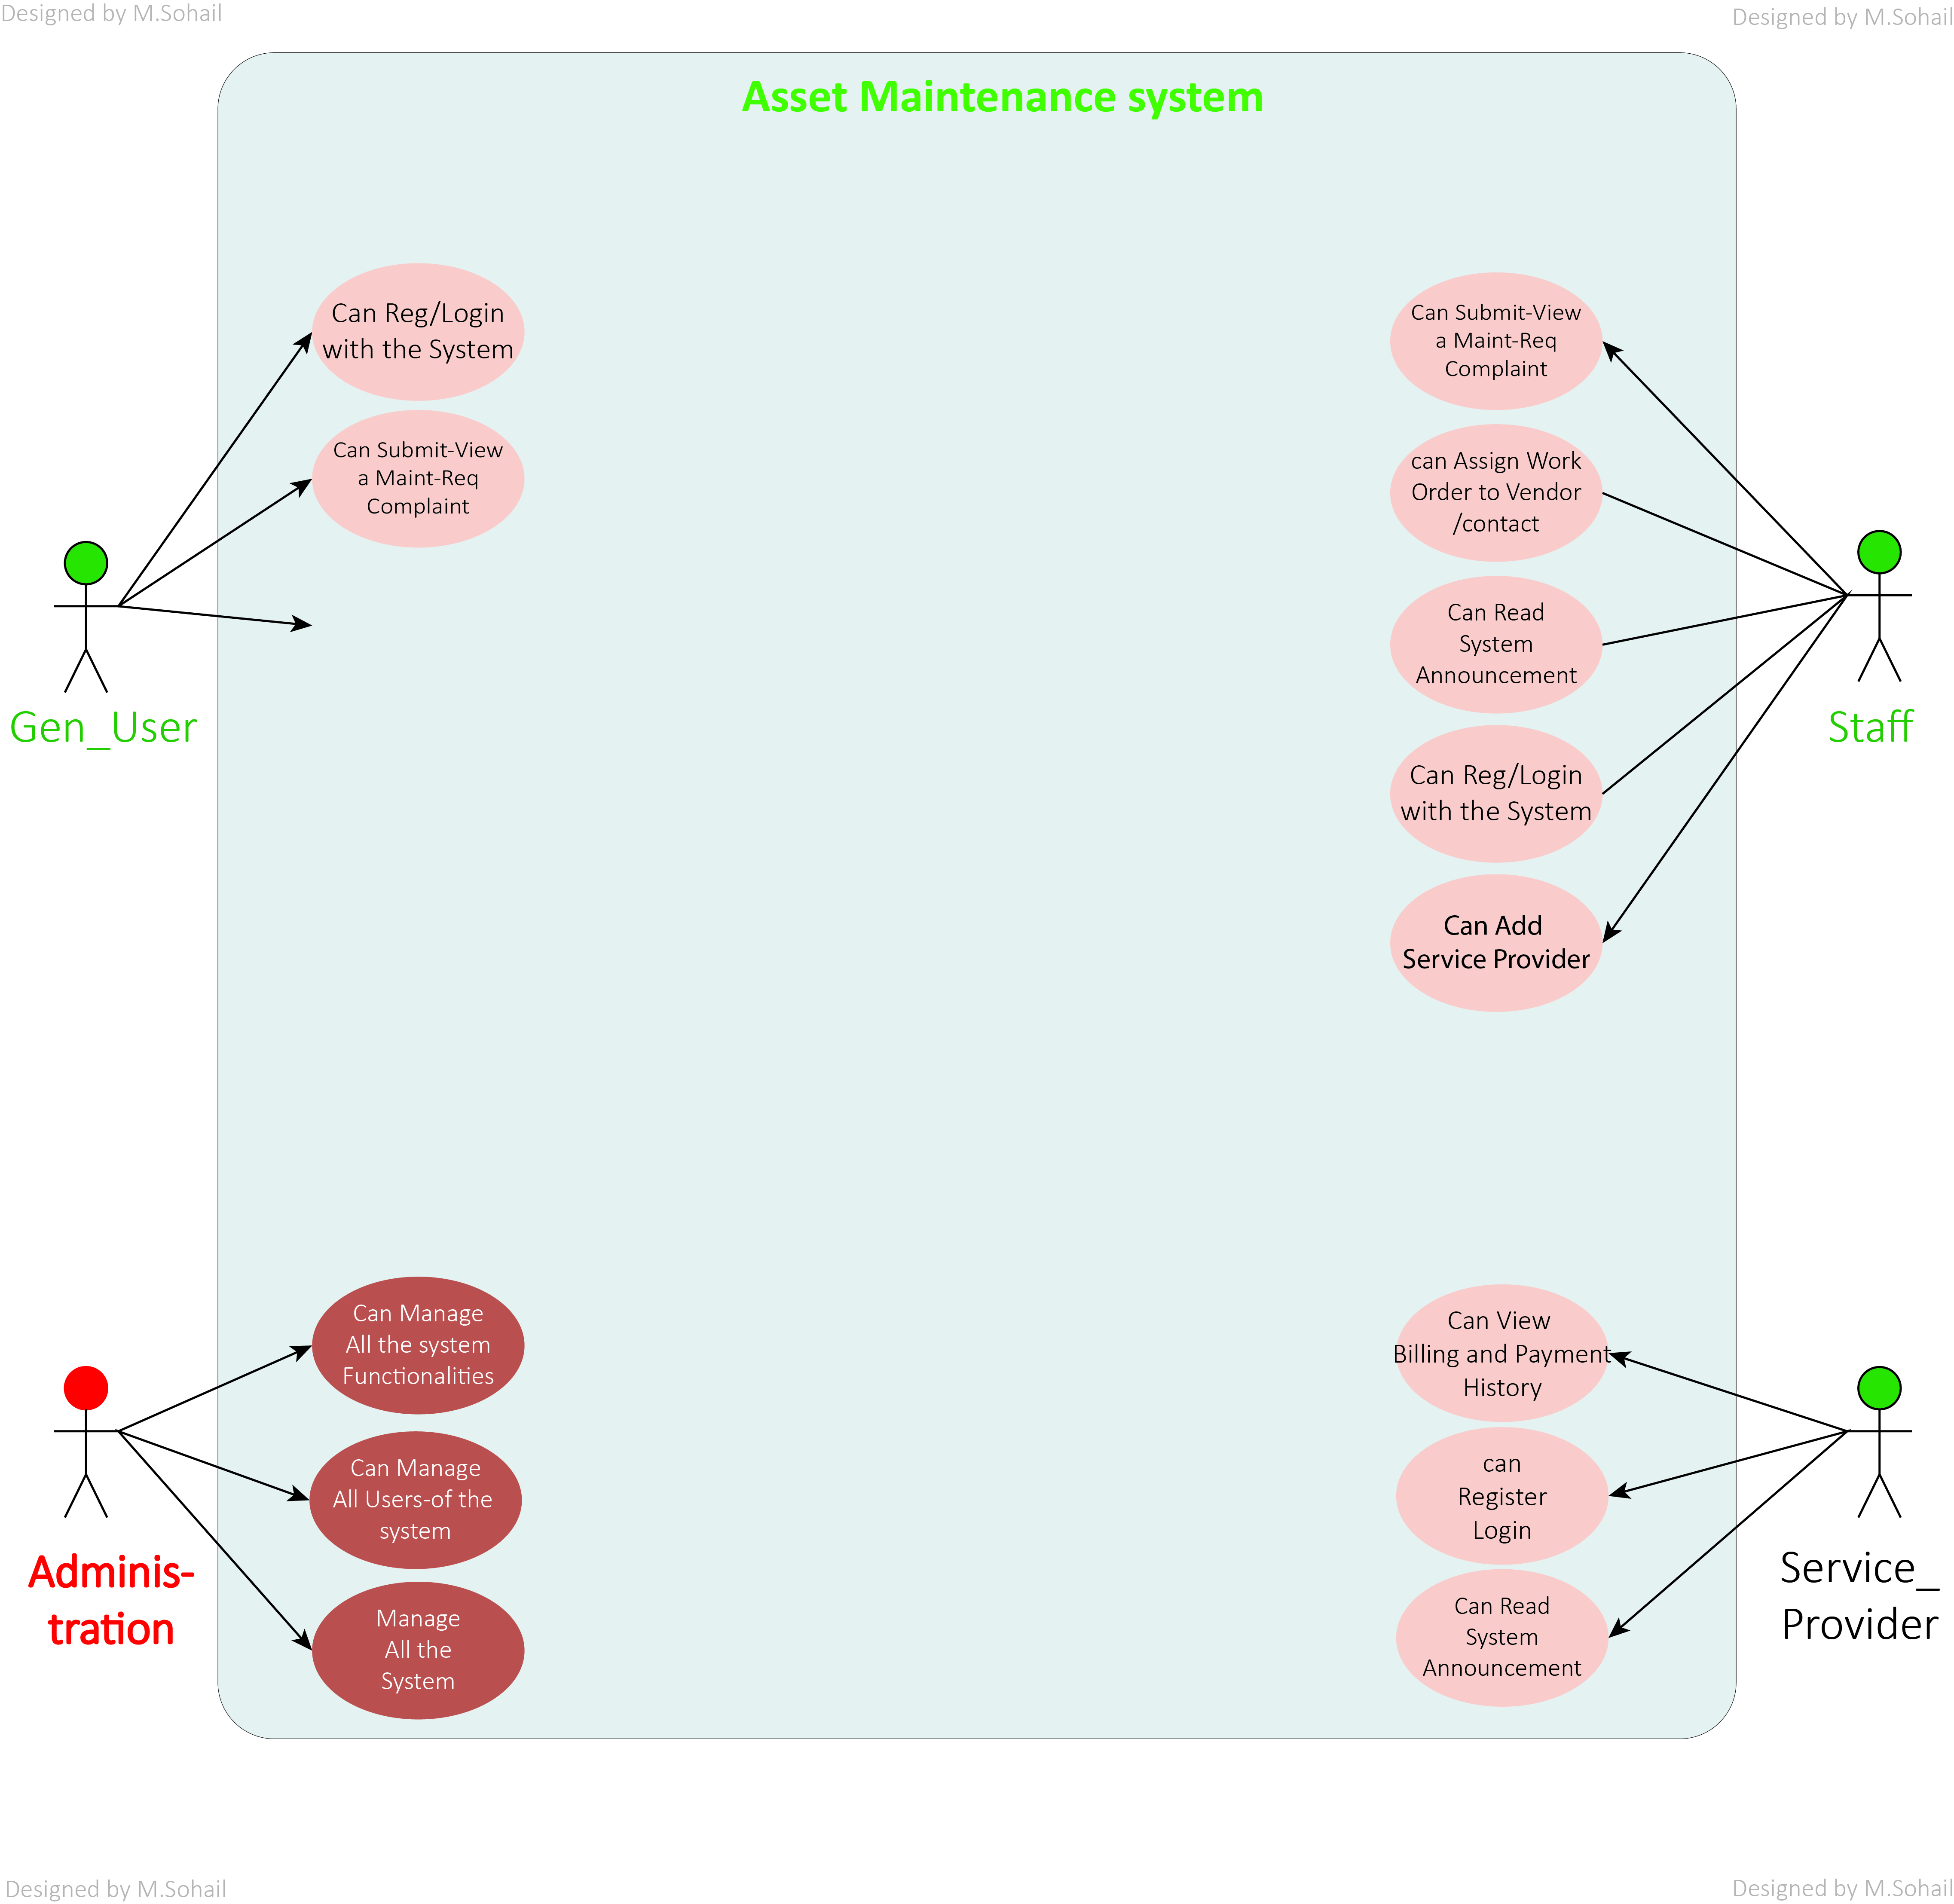 Designed by M.Sohail
Designed by M.Sohail
Asset Maintenance system
Can Reg/Login
with the System
Can Submit-View
a Maint-Req
Complaint
Gen_User
Can Submit-View
a Maint-Req
Complaint
can Assign Work
Order to Vendor
/contact
Can Read
System
Announcement
Can Reg/Login
with the System
Can Add
Service Provider
Staff
Can Manage
All the system
Functionalities
Can Manage
All Users-of the
system
Manage
All the
System
Adminis-
tration
Can View
Billing and Payment
History
can
Register
Login
Can Read
System
Announcement
Service_
Provider
Designed by M.Sohail
Designed by M.Sohail